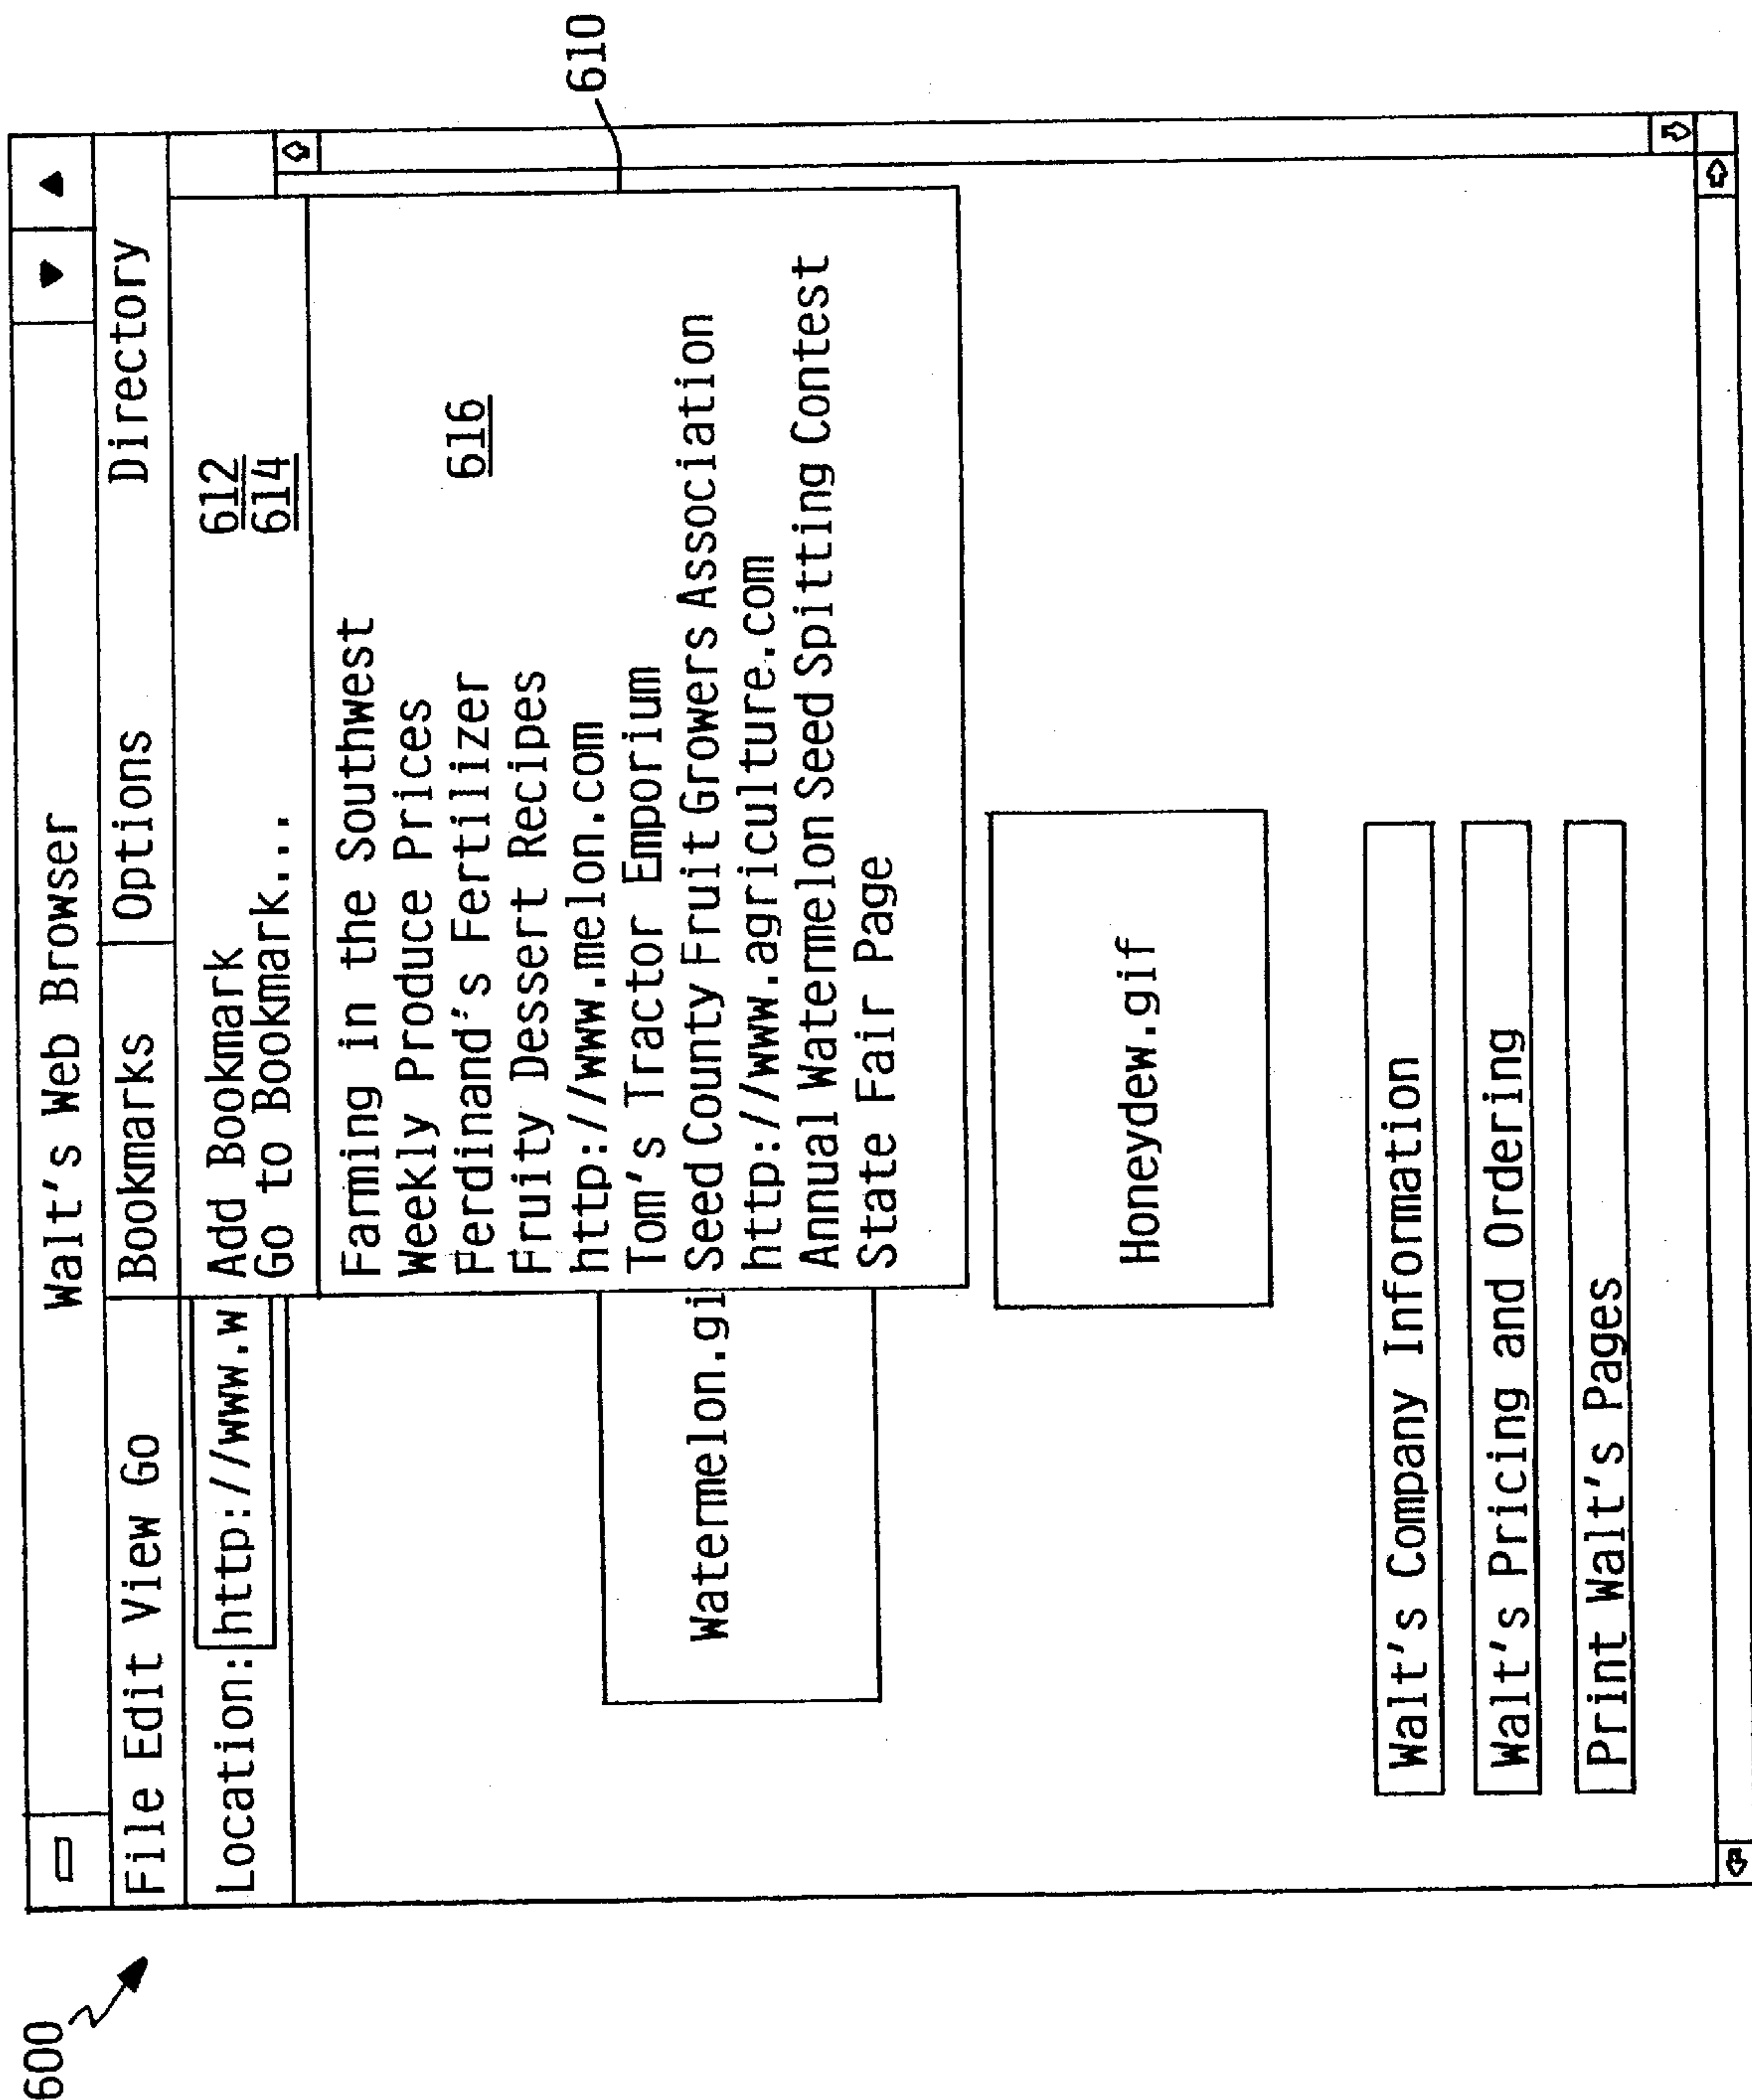 600
Walt's Web Browser
File Edit View Go Bookmarks Options Directory
Location: http://www.w Add Bookmark 612
Go to Bookmark... 614
Farming in the Southwest
Weekly Produce Prices
Ferdinand's Fertilizer 616
Fruity Dessert Recipes
http://www.melon.com
610
Tom's Tractor Emporium
Watermelon.gi Seed County Fruit Growers Association
http://www.agriculture.com
Annual Watermelon Seed Spitting Contest
State Fair Page
Honeydew.gif
Walt's Company Information
Walt's Pricing and Ordering
Print Walt's Pages